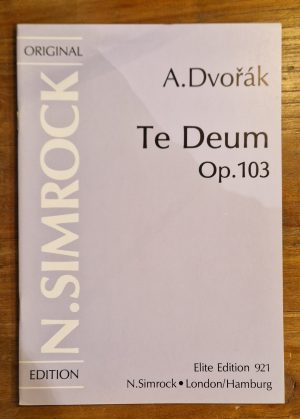 ORIGINAL
N.SIMROCK
EDITION
A.Dvořák
Te Deum
Op.103
Elite Edition 921
N.Simrock•London/Hamburg